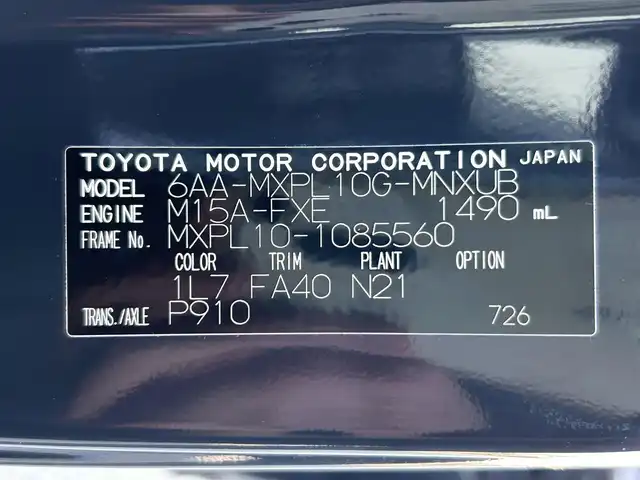 TOYOTA MOTOR CORPORATION JAPAN
MODEL 6AA-MXPL10G-MNXUB
ENGINE M15A-FXE 1490 mL
FRAME No. MXPL10-1085560
COLOR TRIM PLANT OPTION
1L7 FA40 N21
TRANS./AXLE P910 726